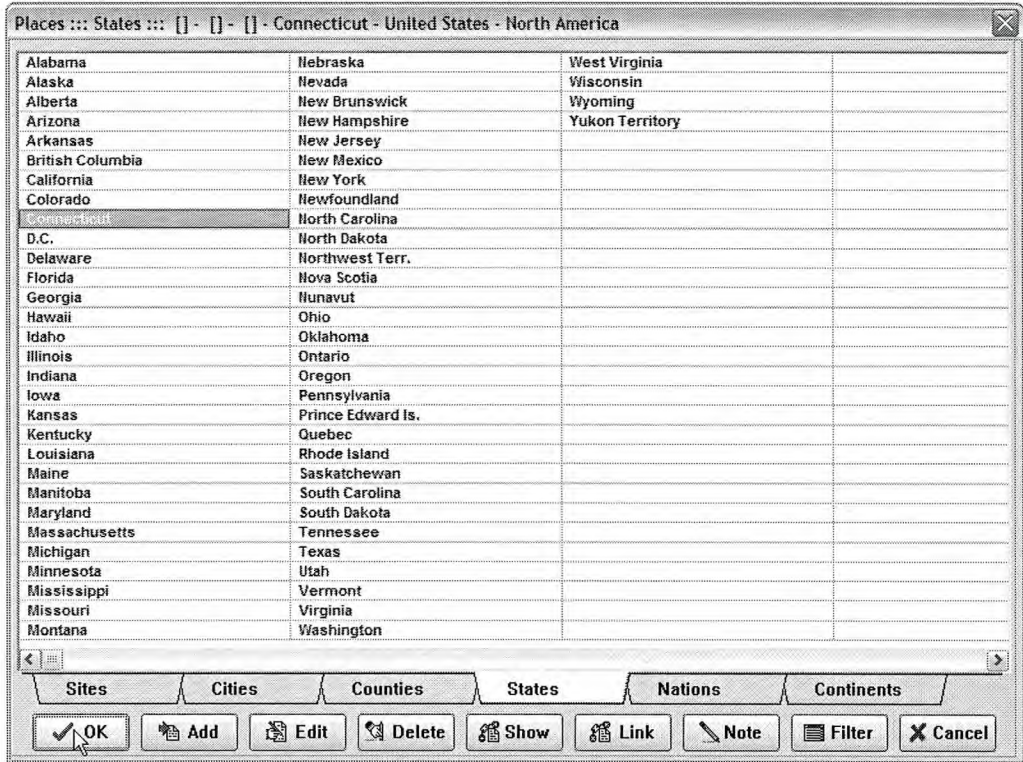 Places ::: States ::: [] - [] - [] - Connecticut - United States - North America
Alabama Nebraska West Virginia
Alaska Nevada Wisconsin
Alberta New Brunswick Wyoming
Arizona New Hampshire Yukon Territory
Arkansas New Jersey
British Columbia New Mexico
California New York
Colorado Newfoundland
Connecticut North Carolina
D.C. North Dakota
Delaware Northwest Terr.
Florida Nova Scotia
Georgia Nunavut
Hawaii Ohio
Idaho Oklahoma
Illinois Ontario
Indiana Oregon
Iowa Pennsylvania
Kansas Prince Edward Is.
Kentucky Quebec
Louisiana Rhode Island
Maine Saskatchewan
Manitoba South Carolina
Maryland South Dakota
Massachusetts Tennessee
Michigan Texas
Minnesota Utah
Mississippi Vermont
Missouri Virginia
Montana Washington
Sites Cities Counties States Nations Continents
OK Add Edit Delete Show Link Note Filter Cancel